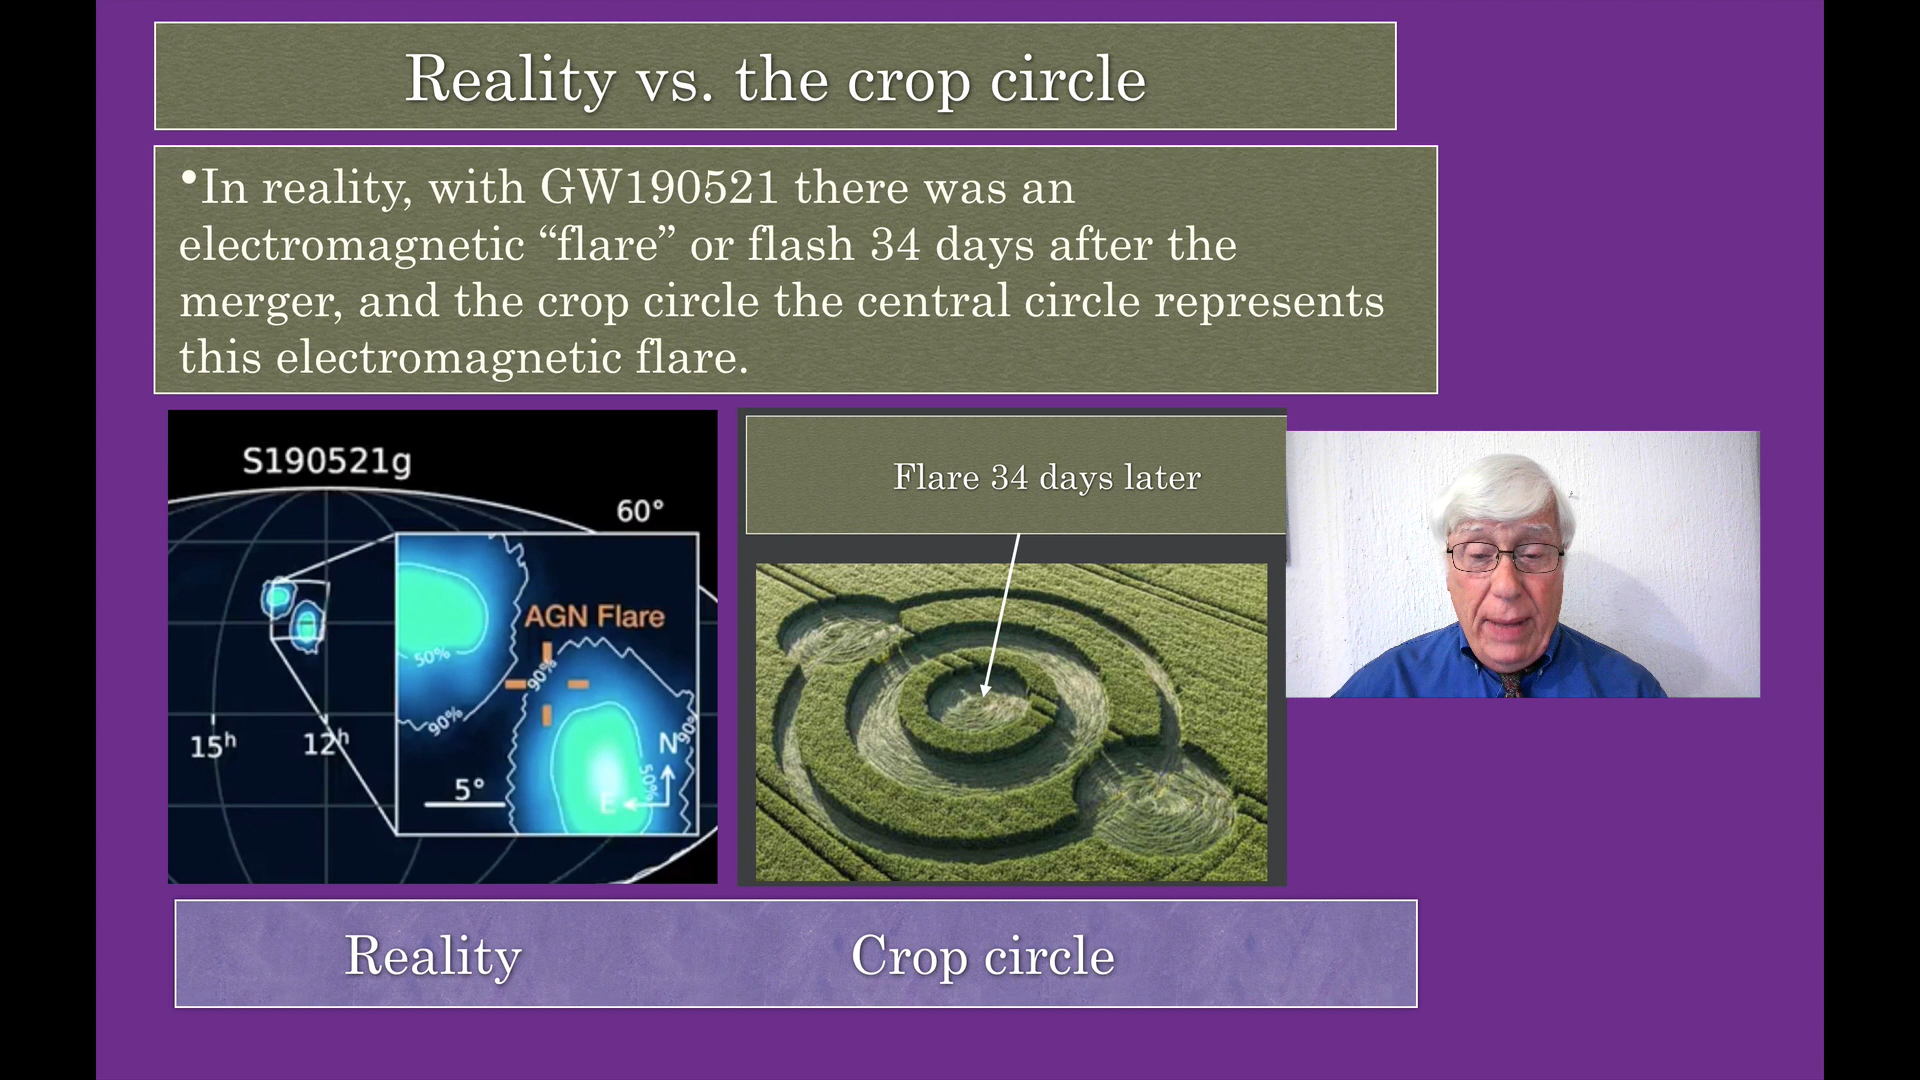 Reality vs. the crop circle
•In reality, with GW190521 there was an
electromagnetic “flare” or flash 34 days after the
merger, and the crop circle the central circle represents
this electromagnetic flare.
S190521g
60°
AGN Flare
50%
90%
90%
90%
50%
15h
12h
5°
N
E
Flare 34 days later
Reality
Crop circle